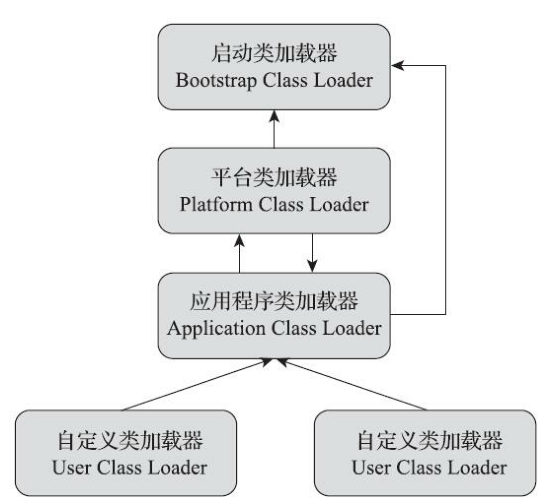 启动类加载器
Bootstrap Class Loader
平台类加载器
Platform Class Loader
应用程序类加载器
Application Class Loader
自定义类加载器
User Class Loader
自定义类加载器
User Class Loader